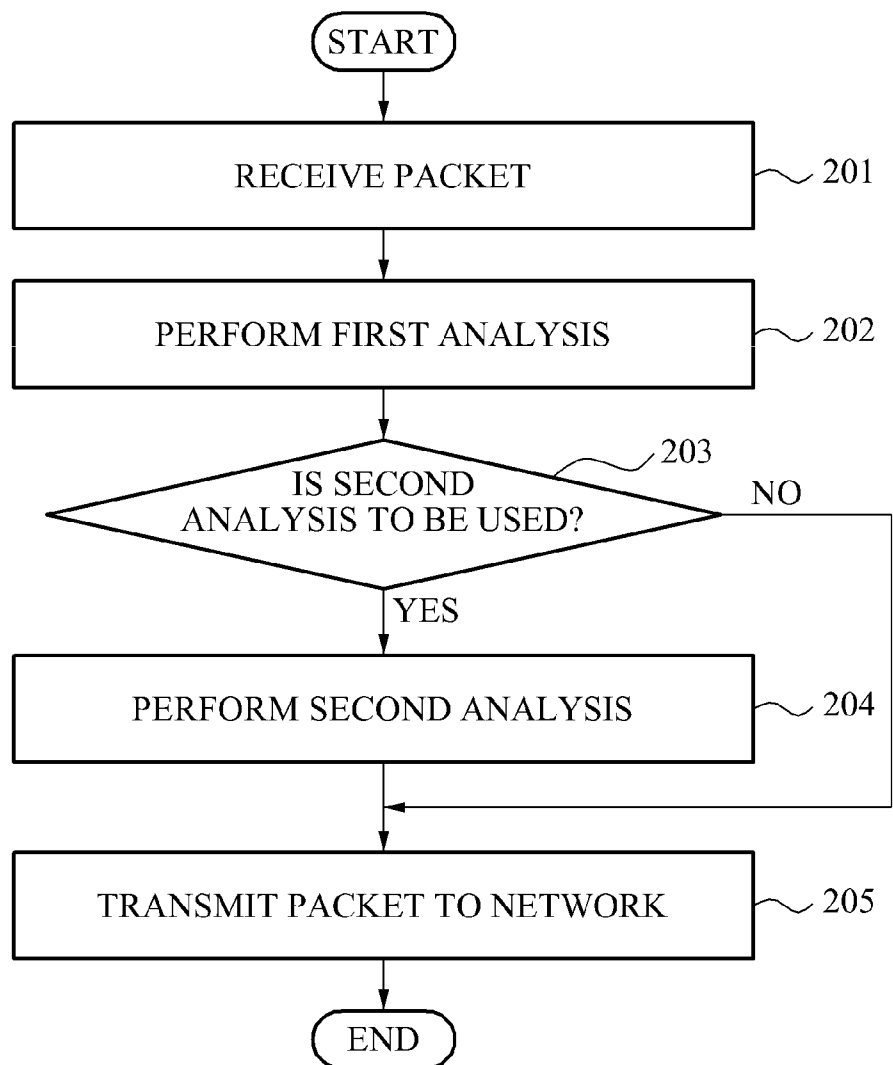 START
RECEIVE PACKET
201
PERFORM FIRST ANALYSIS
202
203
IS SECOND
ANALYSIS TO BE USED?
NO
YES
PERFORM SECOND ANALYSIS
204
TRANSMIT PACKET TO NETWORK
205
END